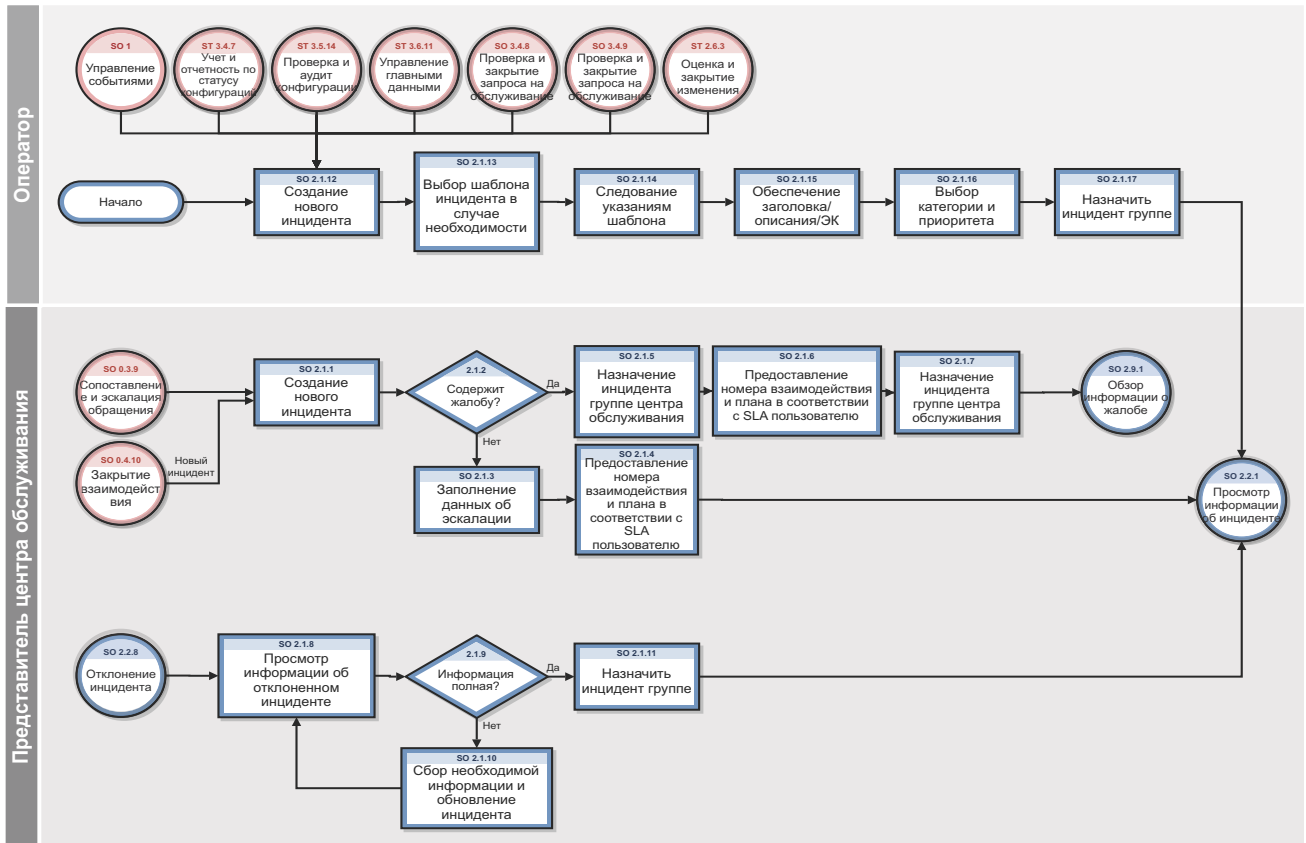 Оператор
SO 1
Управление
событиями
ST 3.4.7
Учет и
отчетность по
статусу
конфигураций
ST 3.5.14
Проверка и
аудит
конфигурации
ST 3.6.11
Управление
главными
данными
SO 3.4.8
Проверка и
закрытие
запроса на
обслуживание
SO 3.4.9
Проверка и
закрытие
запроса на
обслуживание
ST 2.6.3
Оценка и
закрытие
изменения
Начало
SO 2.1.12
Создание
нового
инцидента
SO 2.1.13
Выбор шаблона
инцидента в
случае
необходимости
SO 2.1.14
Следование
указаниям
шаблона
SO 2.1.15
Обеспечение
заголовка/
описания/ЭК
SO 2.1.16
Выбор
категории и
приоритета
SO 2.1.17
Назначить
инцидент группе
Представитель центра обслуживания
SO 0.3.9
Сопоставлени
е и эскалация
обращения
SO 0.4.10
Закрытие
взаимодейст
вия
Новый
инцидент
SO 2.1.1
Создание
нового
инцидента
2.1.2
Содержит
жалобу?
Да
Нет
SO 2.1.5
Назначение
инцидента
группе центра
обслуживания
SO 2.1.6
Предоставление
номера взаимодействия
и плана в соответствии
с SLA пользователю
SO 2.1.7
Назначение
инцидента
группе центра
обслуживания
SO 2.9.1
Обзор
информации о
жалобе
SO 2.1.3
Заполнение
данных об
эскалации
SO 2.1.4
Предоставление
номера
взаимодействия
и плана в
соответствии с
SLA
пользователю
SO 2.2.1
Просмотр
информации
об инциденте
SO 2.2.8
Отклонение
инцидента
SO 2.1.8
Просмотр
информации об
отклоненном
инциденте
2.1.9
Информация
полная?
Да
Нет
SO 2.1.11
Назначить
инцидент группе
SO 2.1.10
Сбор необходимой
информации и
обновление
инцидента